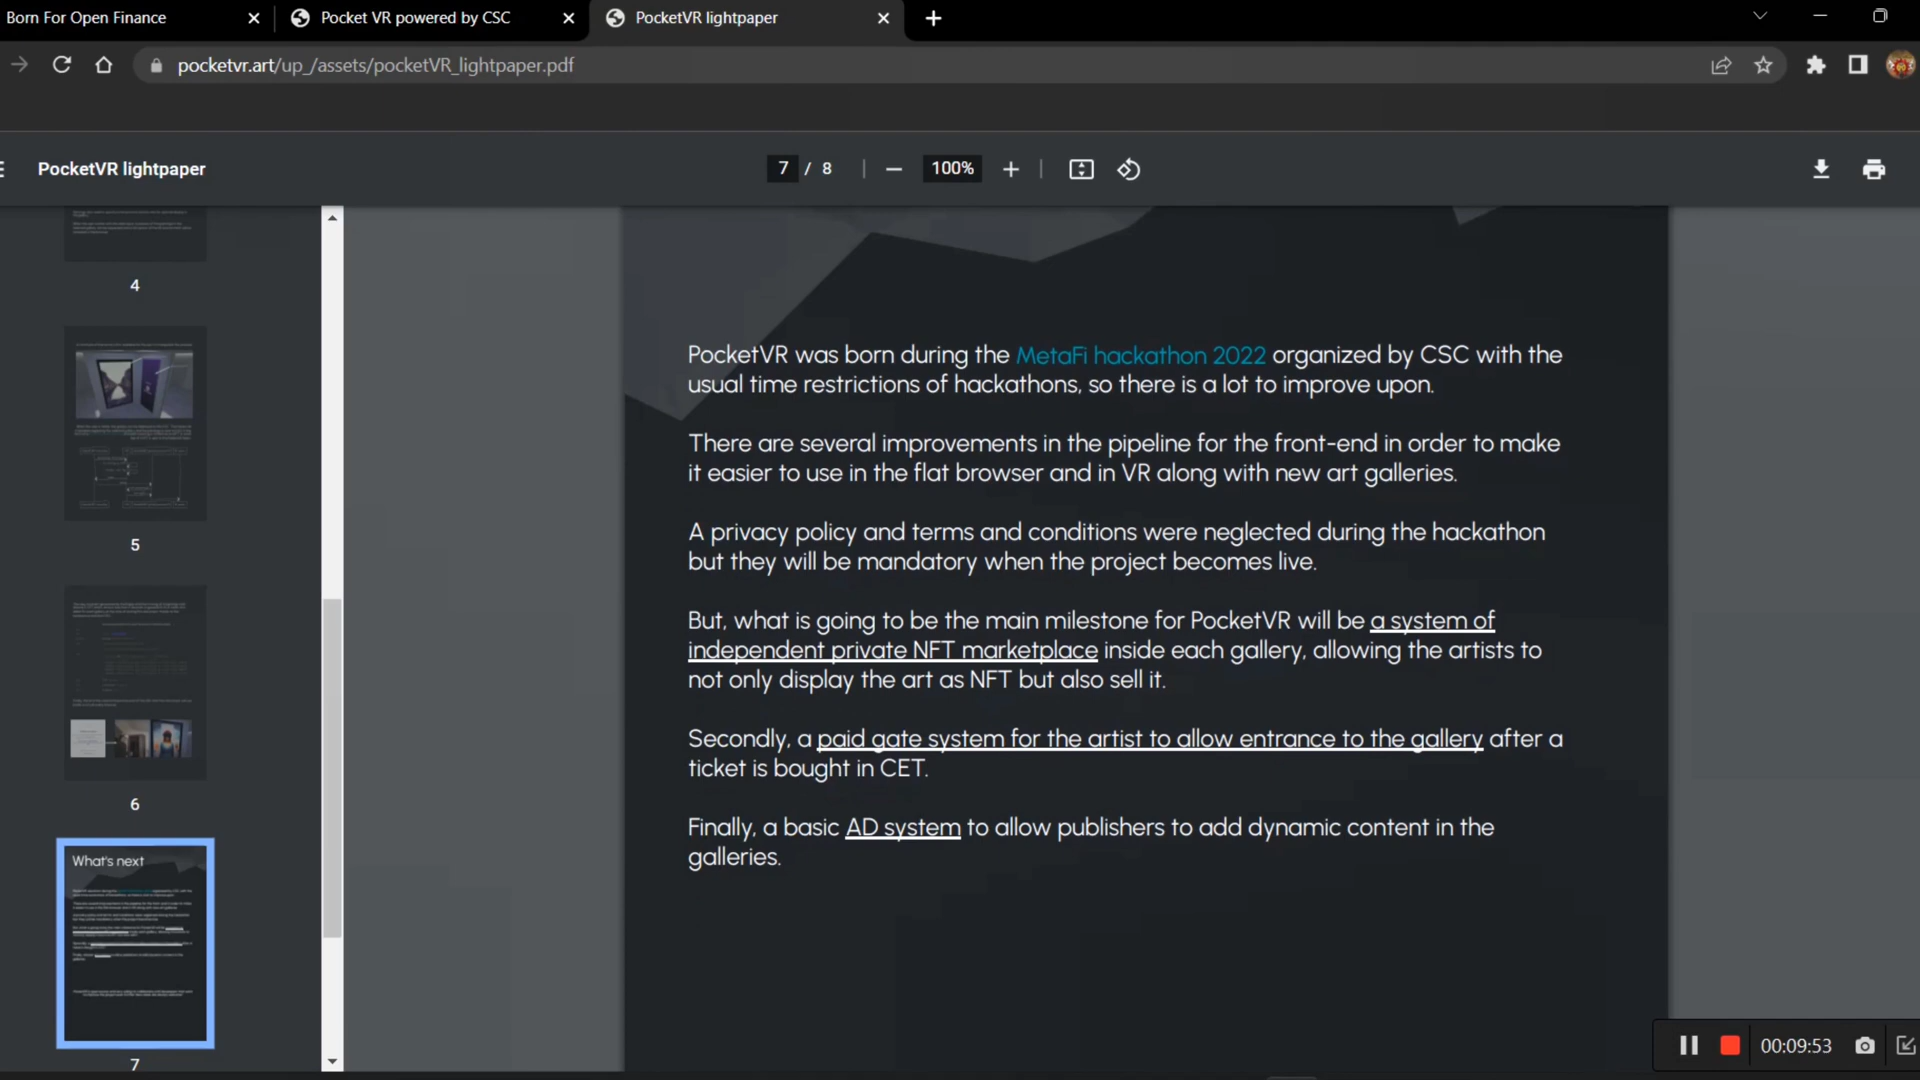 Born For Open Finance
Pocket VR powered by CSC
PocketVR lightpaper
pocketvr.art/up_/assets/pocketVR_lightpaper.pdf
PocketVR lightpaper
7 / 8
100%
4
5
6
What's next
7
PocketVR was born during the MetaFi hackathon 2022 organized by CSC with the
usual time restrictions of hackathons, so there is a lot to improve upon.
There are several improvements in the pipeline for the front-end in order to make
it easier to use in the flat browser and in VR along with new art galleries.
A privacy policy and terms and conditions were neglected during the hackathon
but they will be mandatory when the project becomes live.
But, what is going to be the main milestone for PocketVR will be a system of
independent private NFT marketplace inside each gallery, allowing the artists to
not only display the art as NFT but also sell it.
Secondly, a paid gate system for the artist to allow entrance to the gallery after a
ticket is bought in CET.
Finally, a basic AD system to allow publishers to add dynamic content in the
galleries.
00:09:53